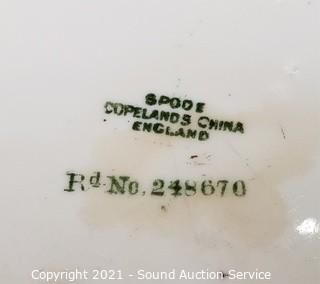 SPODE
COPELANDS CHINA
ENGLAND
Rd. No. 248670
Copyright 2021 - Sound Auction Service